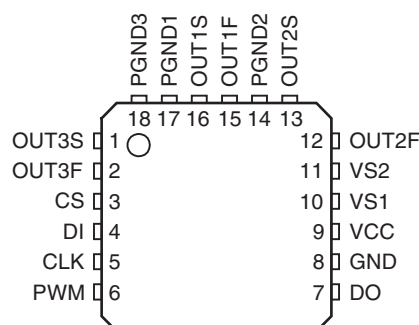 PGND3
PGND1
OUT1S
OUT1F
PGND2
OUT2S
18 17 16 15 14 13
OUT3S 1 12 OUT2F
OUT3F 2 11 VS2
CS 3 10 VS1
DI 4 9 VCC
CLK 5 8 GND
PWM 6 7 DO